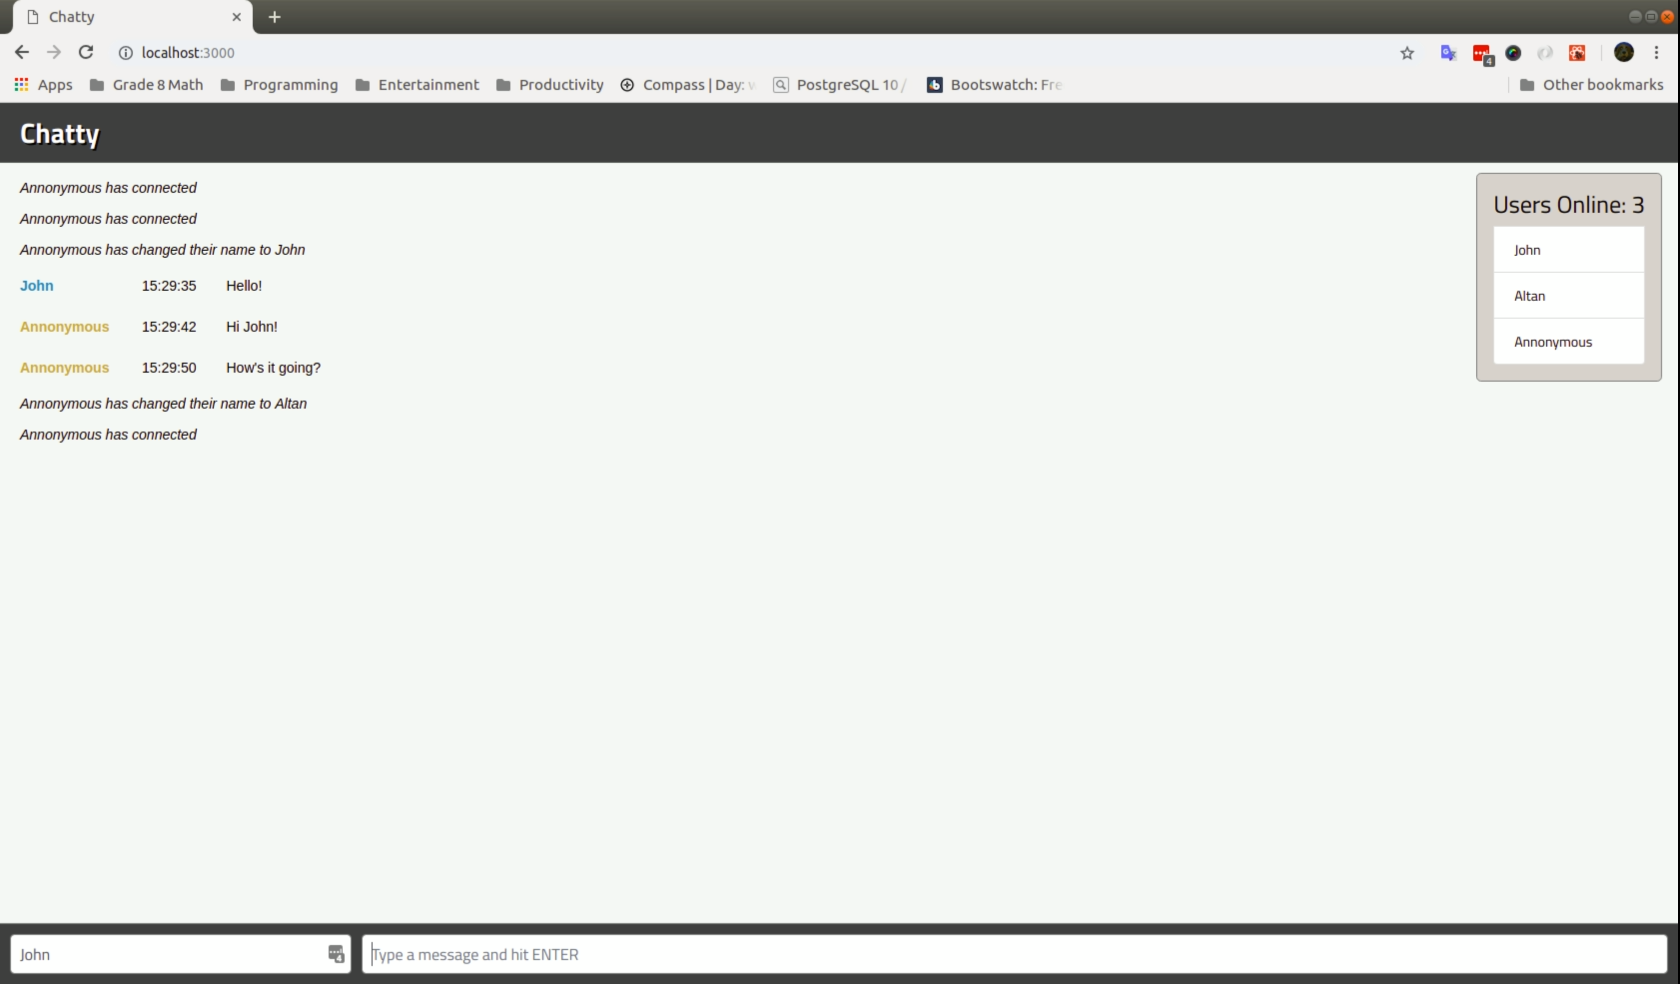 Chatty
localhost:3000
4
Apps Grade 8 Math Programming Entertainment Productivity Compass | Day: PostgreSQL 10 / Bootswatch: Fre Other bookmarks
Chatty
Annonymous has connected
Annonymous has connected
Annonymous has changed their name to John
John 15:29:35 Hello!
Annonymous 15:29:42 Hi John!
Annonymous 15:29:50 How's it going?
Annonymous has changed their name to Altan
Annonymous has connected
Users Online: 3
John
Altan
Annonymous
John 4
Type a message and hit ENTER